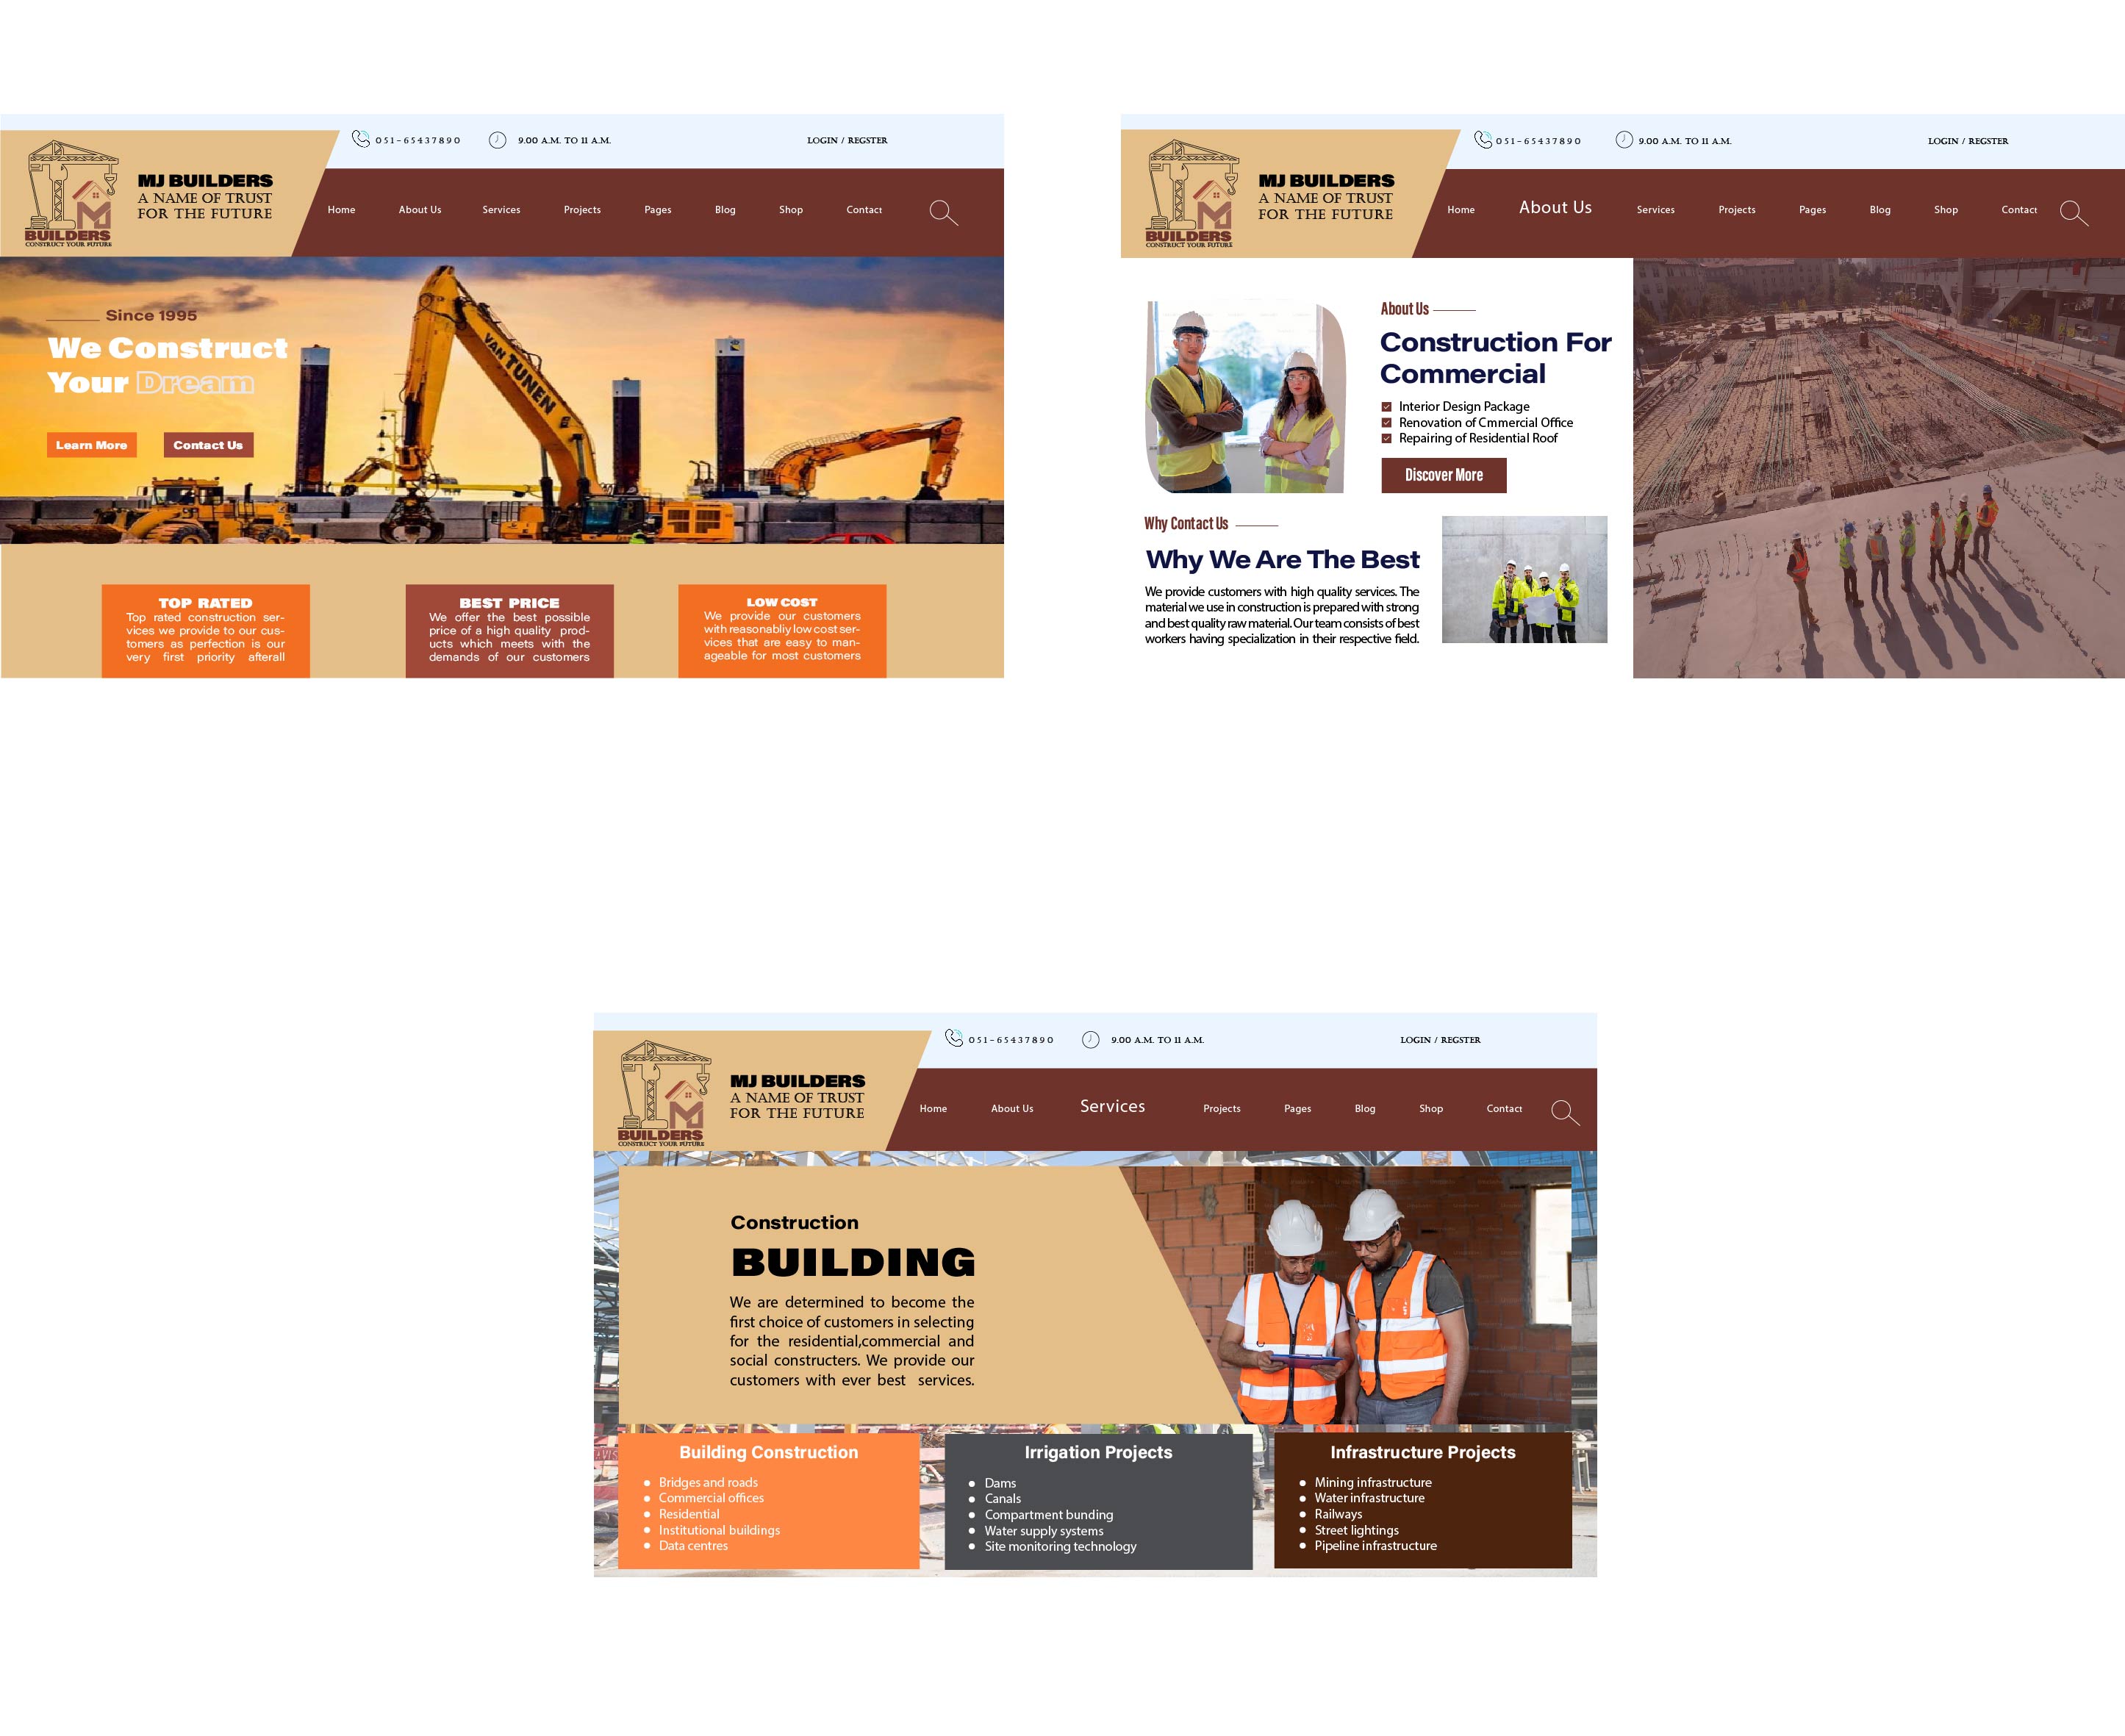 051-65437890
9.00 A.M. TO 11 A.M.
LOGIN / REGSTER
MJ BUILDERS
A NAME OF TRUST
FOR THE FUTURE
BUILDERS
CONSTRUCT YOUR FUTURE
Home About Us Services Projects Pages Blog Shop Contact
Since 1995
We Construct
Your Dream
VAN TUNEN
Learn More Contact Us
TOP RATED
Top rated construction ser-
vices we provide to our cus-
tomers as perfection is our
very first priority afterall
BEST PRICE
We offer the best possible
price of a high quality prod-
ucts which meets with the
demands of our customers
LOW COST
We provide our customers
with reasonabliy low cost ser-
vices that are easy to man-
ageable for most customers
051-65437890
9.00 A.M. TO 11 A.M.
LOGIN / REGSTER
MJ BUILDERS
A NAME OF TRUST
FOR THE FUTURE
BUILDERS
CONSTRUCT YOUR FUTURE
Home About Us Services Projects Pages Blog Shop Contact
About Us
Construction For
Commercial
Interior Design Package
Renovation of Cmmercial Office
Repairing of Residential Roof
Discover More
Why Contact Us
Why We Are The Best
We provide customers with high quality services. The
material we use in construction is prepared with strong
and best quality raw material. Our team consists of best
workers having specialization in their respective field.
051-65437890
9.00 A.M. TO 11 A.M.
LOGIN / REGSTER
MJ BUILDERS
A NAME OF TRUST
FOR THE FUTURE
BUILDERS
CONSTRUCT YOUR FUTURE
Home About Us Services Projects Pages Blog Shop Contact
Construction
BUILDING
We are determined to become the
first choice of customers in selecting
for the residential,commercial and
social constructers. We provide our
customers with ever best services.
Building Construction
Bridges and roads
Commercial offices
Residential
Institutional buildings
Data centres
Irrigation Projects
Dams
Canals
Compartment bunding
Water supply systems
Site monitoring technology
Infrastructure Projects
Mining infrastructure
Water infrastructure
Railways
Street lightings
Pipeline infrastructure